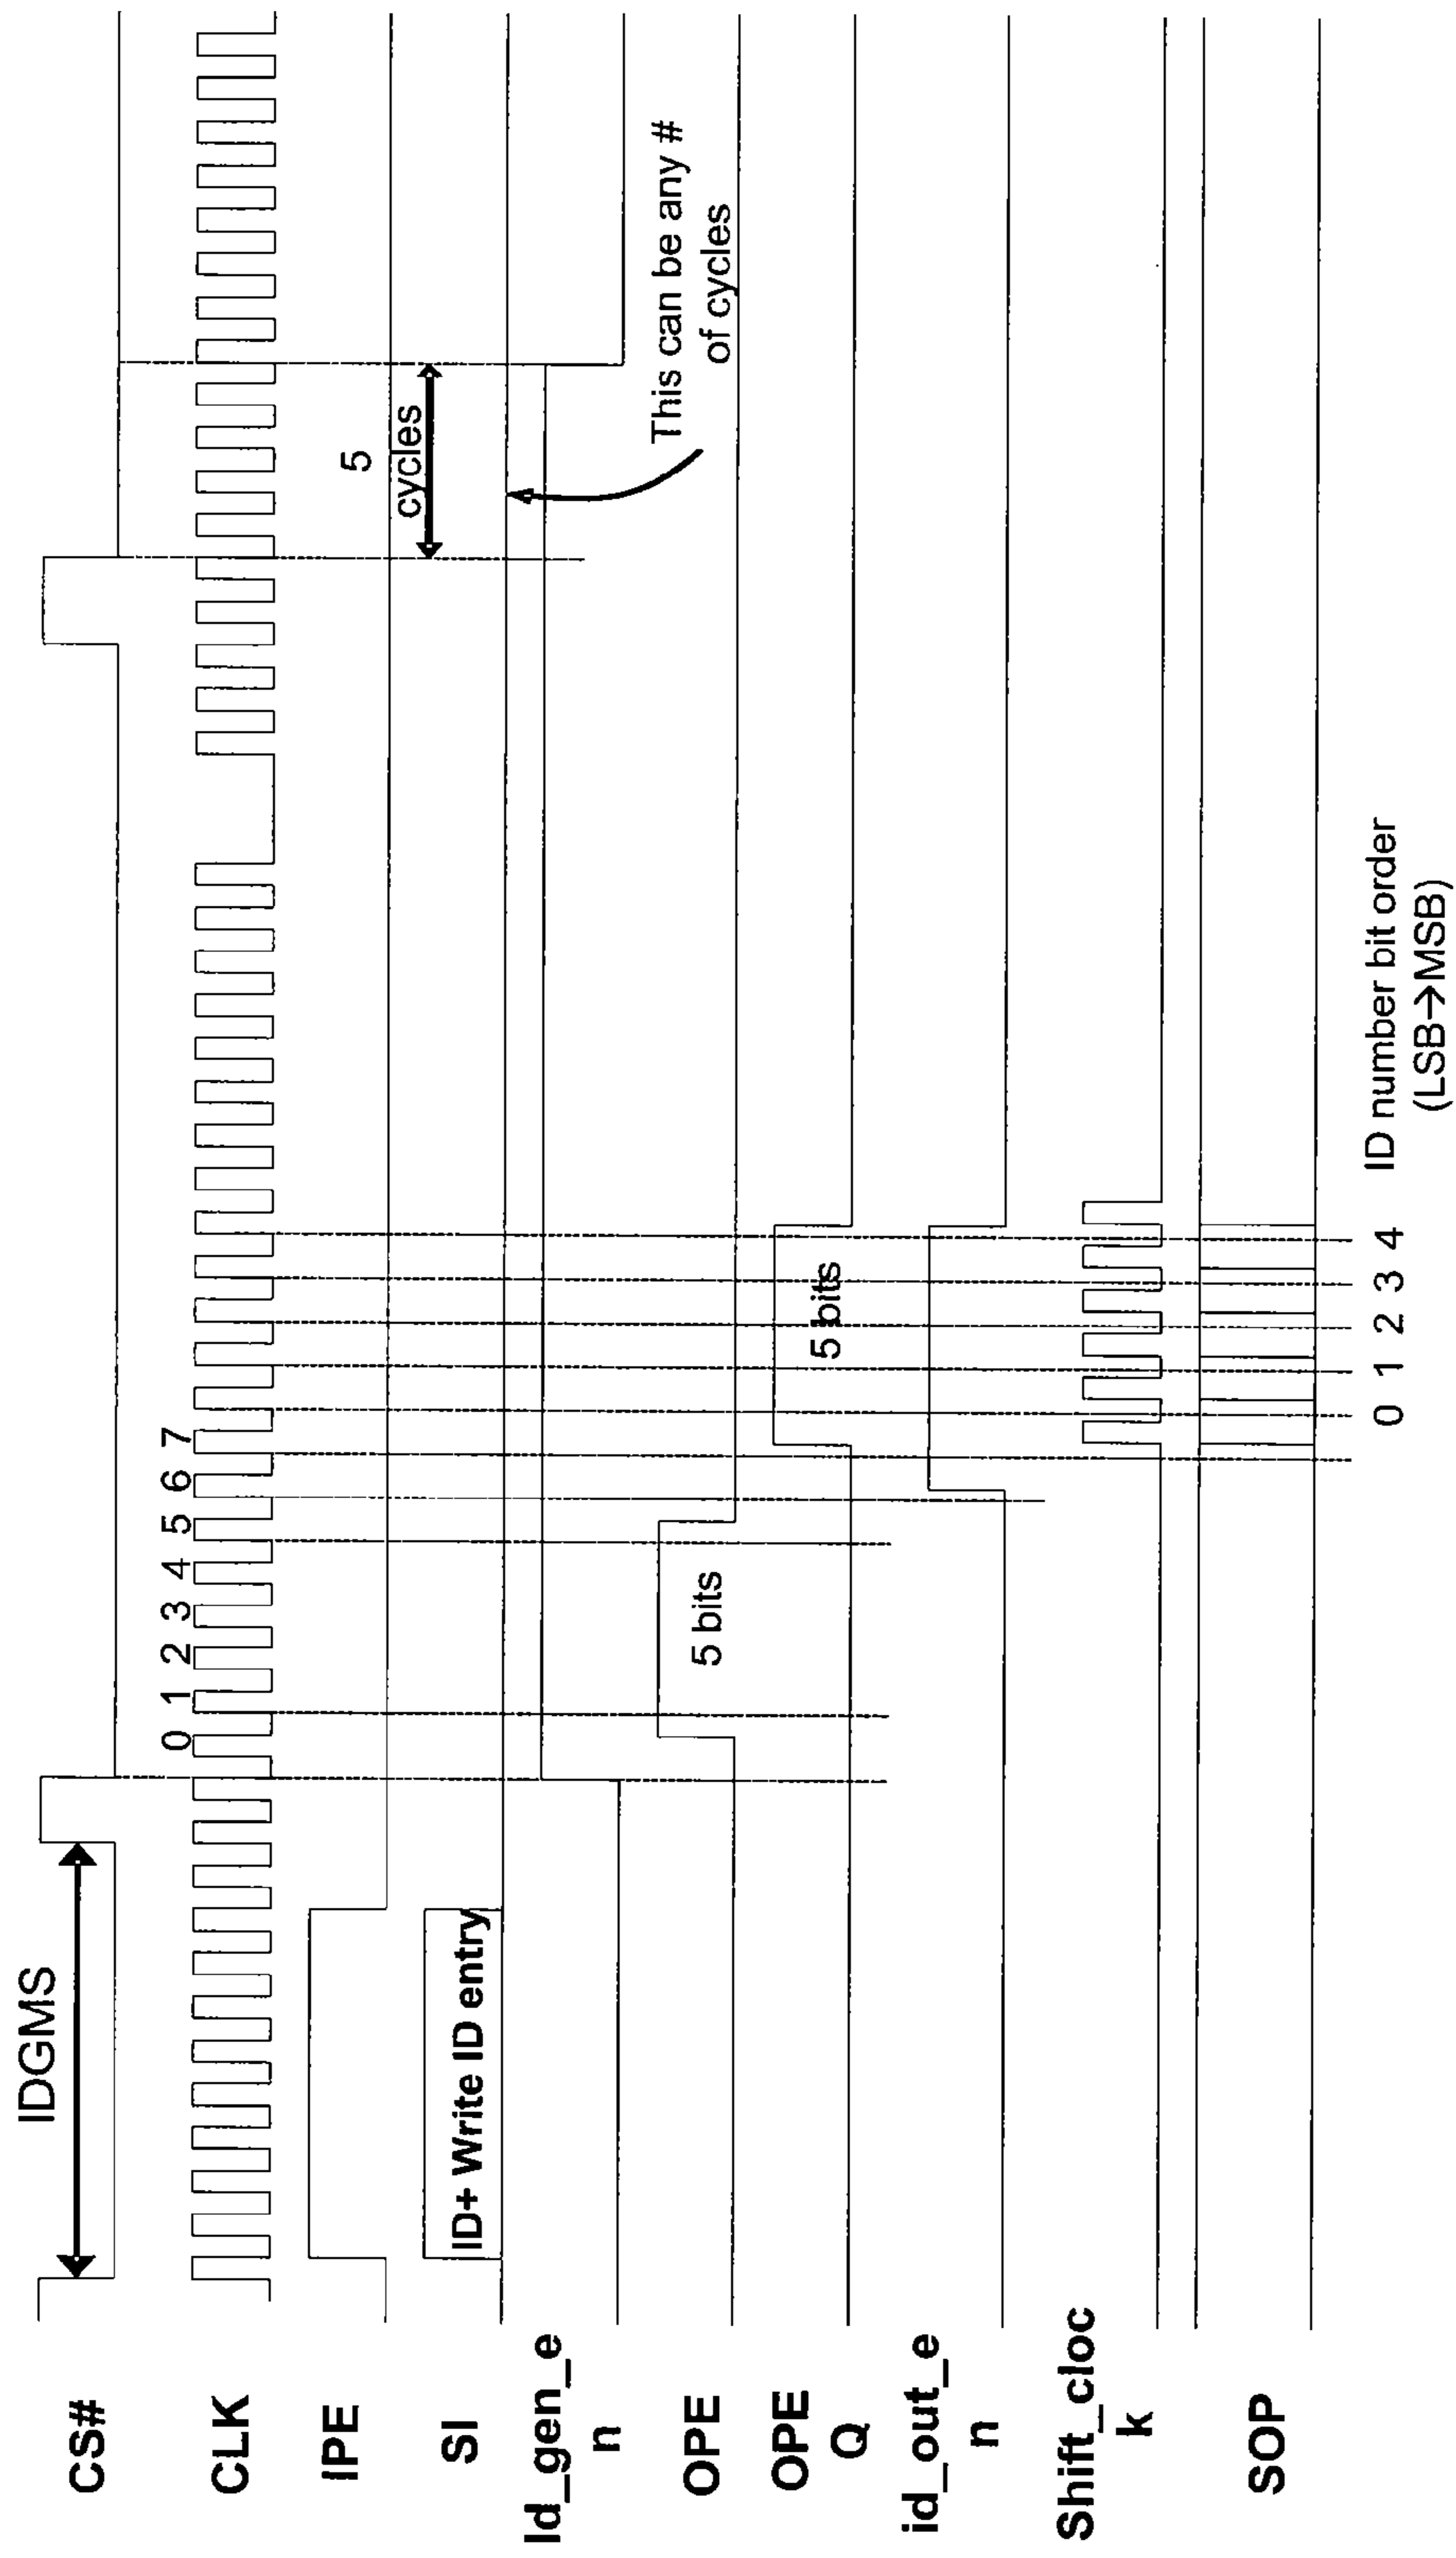 IDGMS
CS#
0 1 2 3 4 5 6 7
CLK
5
cycles
IPE
ID+ Write ID entry
SI
This can be any #
of cycles
Id_gen_e
n
5 bits
OPE
5 bits
OPE
Q
id_out_e
n
Shift_cloc
k
SOP
0 1 2 3 4
ID number bit order
(LSB→MSB)